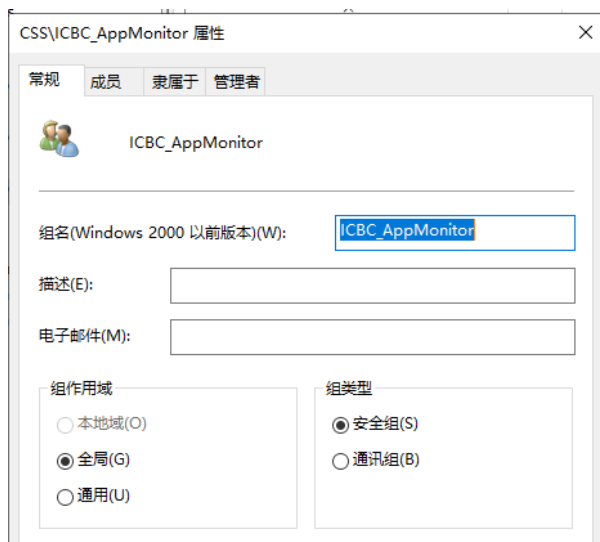 CSS\ICBC_AppMonitor 属性
常规 成员 隶属于 管理者
ICBC_AppMonitor
组名(Windows 2000 以前版本)(W): ICBC_AppMonitor
描述(E):
电子邮件(M):
组作用域 组类型
本地域(O) 安全组(S)
全局(G) 通讯组(B)
通用(U)